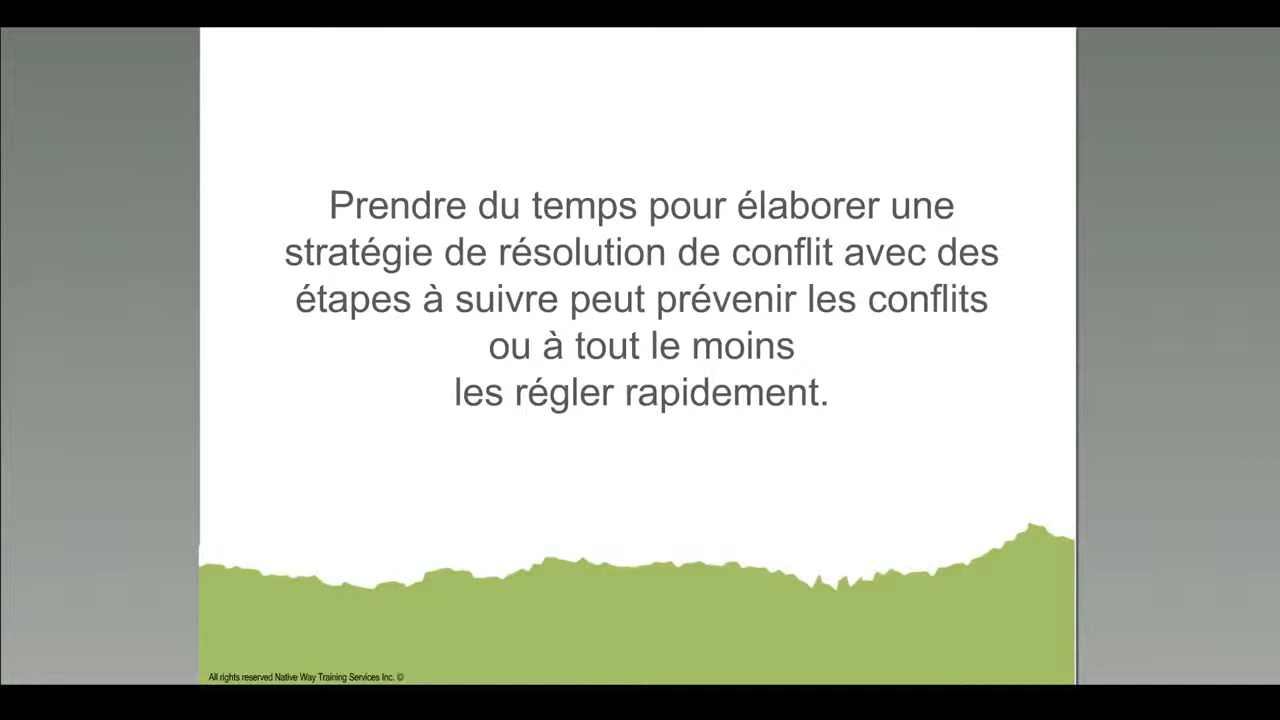 Prendre du temps pour élaborer une
stratégie de résolution de conflit avec des
étapes à suivre peut prévenir les conflits
ou à tout le moins
les régler rapidement.
All rights reserved Native Way Training Services Inc. ©